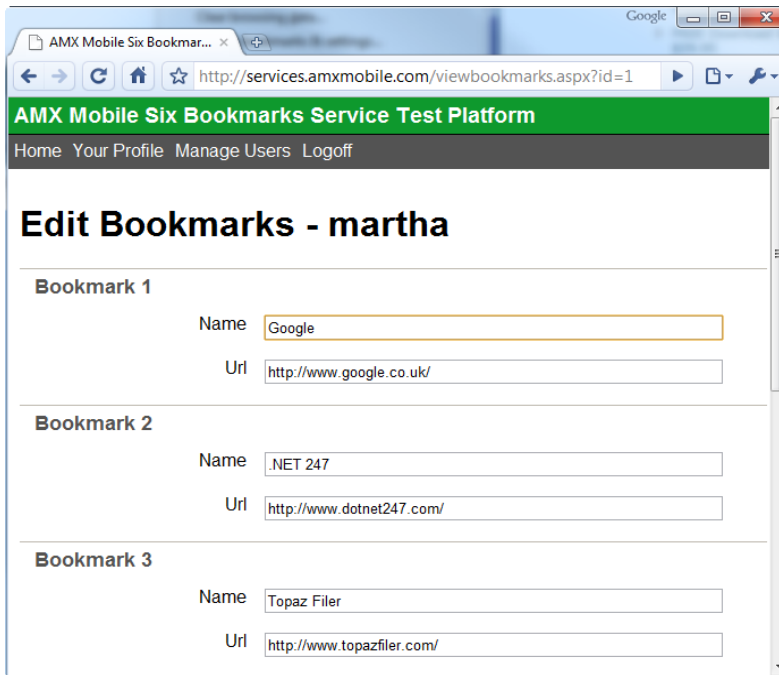 Google
AMX Mobile Six Bookmar...
http://services.amxmobile.com/viewbookmarks.aspx?id=1
AMX Mobile Six Bookmarks Service Test Platform
Home Your Profile Manage Users Logoff
Edit Bookmarks - martha
Bookmark 1
Name Google
Url http://www.google.co.uk/
Bookmark 2
Name .NET 247
Url http://www.dotnet247.com/
Bookmark 3
Name Topaz Filer
Url http://www.topazfiler.com/